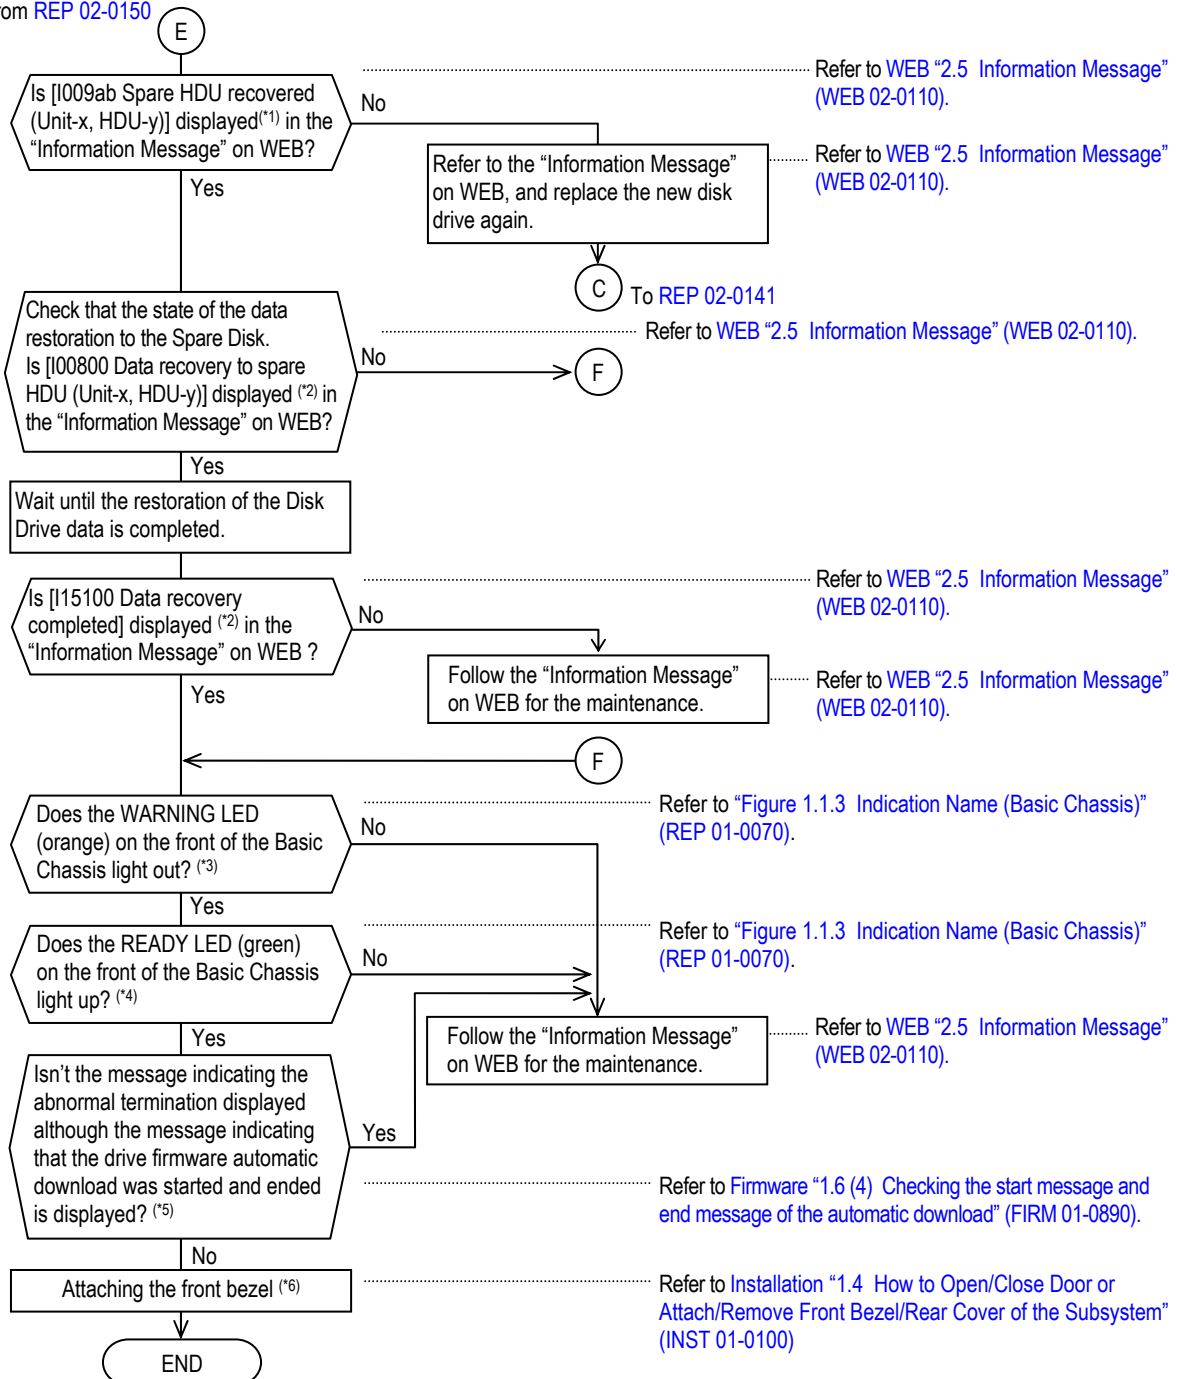 rom REP 02-0150
E
Is [I009ab Spare HDU recovered
(Unit-x, HDU-y)] displayed(*1) in the
“Information Message” on WEB?
No
Refer to WEB “2.5 Information Message”
(WEB 02-0110).
Yes
Refer to the “Information Message”
on WEB, and replace the new disk
drive again.
Refer to WEB “2.5 Information Message”
(WEB 02-0110).
C
To REP 02-0141
Check that the state of the data
restoration to the Spare Disk.
Is [I00800 Data recovery to spare
HDU (Unit-x, HDU-y)] displayed (*2) in
the “Information Message” on WEB?
Refer to WEB “2.5 Information Message” (WEB 02-0110).
No
F
Yes
Wait until the restoration of the Disk
Drive data is completed.
Is [I15100 Data recovery
completed] displayed (*2) in the
“Information Message” on WEB ?
No
Refer to WEB “2.5 Information Message”
(WEB 02-0110).
Follow the “Information Message”
on WEB for the maintenance.
Refer to WEB “2.5 Information Message”
(WEB 02-0110).
Yes
F
Does the WARNING LED
(orange) on the front of the Basic
Chassis light out? (*3)
No
Refer to “Figure 1.1.3 Indication Name (Basic Chassis)”
(REP 01-0070).
Yes
Does the READY LED (green)
on the front of the Basic Chassis
light up? (*4)
No
Refer to “Figure 1.1.3 Indication Name (Basic Chassis)”
(REP 01-0070).
Yes
Follow the “Information Message”
on WEB for the maintenance.
Refer to WEB “2.5 Information Message”
(WEB 02-0110).
Isn’t the message indicating the
abnormal termination displayed
although the message indicating
that the drive firmware automatic
download was started and ended
is displayed? (*5)
Yes
Refer to Firmware “1.6 (4) Checking the start message and
end message of the automatic download” (FIRM 01-0890).
No
Attaching the front bezel (*6)
Refer to Installation “1.4 How to Open/Close Door or
Attach/Remove Front Bezel/Rear Cover of the Subsystem”
(INST 01-0100)
END